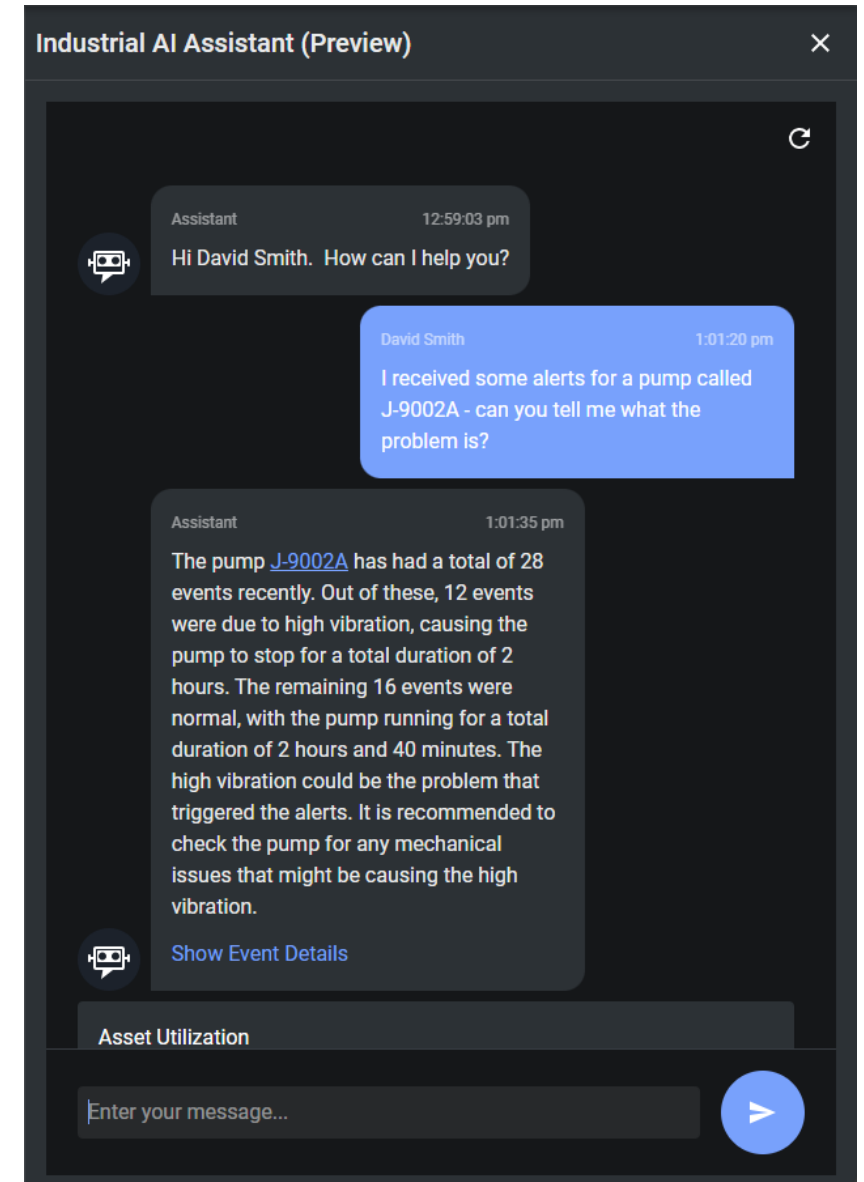 Industrial AI Assistant (Preview)
Assistant 12:59:03 pm
Hi David Smith.  How can I help you?
David Smith 1:01:20 pm
I received some alerts for a pump called
J-9002A - can you tell me what the
problem is?
Assistant 1:01:35 pm
The pump J-9002A has had a total of 28
events recently. Out of these, 12 events
were due to high vibration, causing the
pump to stop for a total duration of 2
hours. The remaining 16 events were
normal, with the pump running for a total
duration of 2 hours and 40 minutes. The
high vibration could be the problem that
triggered the alerts. It is recommended to
check the pump for any mechanical
issues that might be causing the high
vibration.
Show Event Details
Asset Utilization
Enter your message...